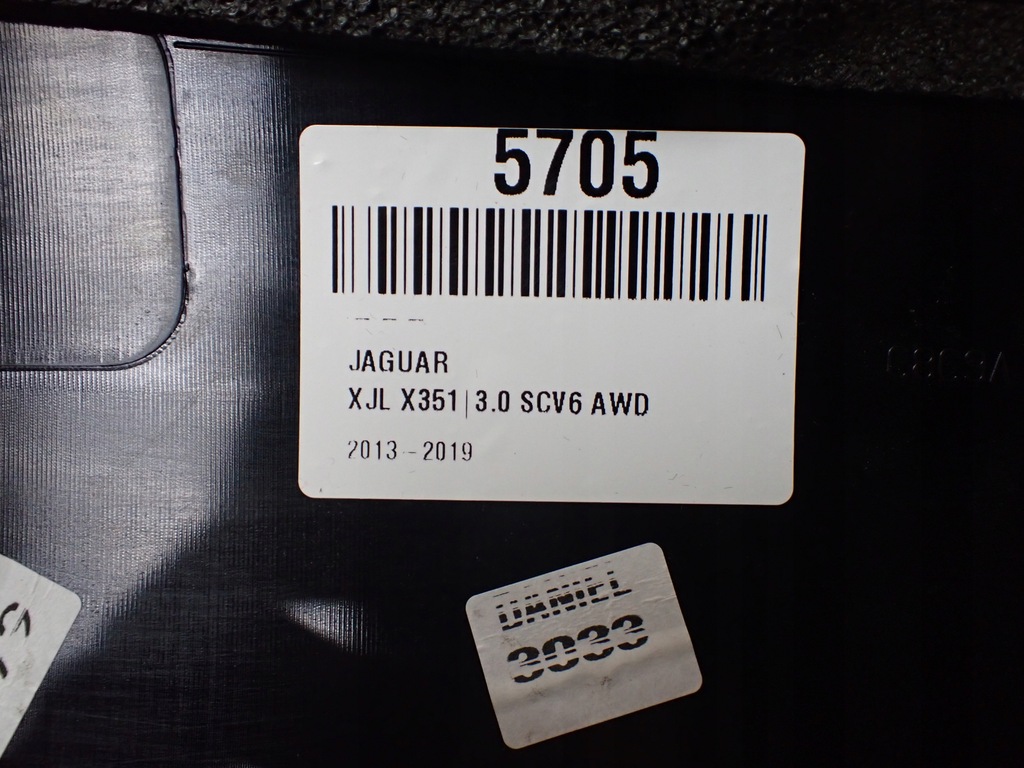 5705
JAGUAR
XJL X351|3.0 SCV6 AWD
2013-2019
DANIEL
3033